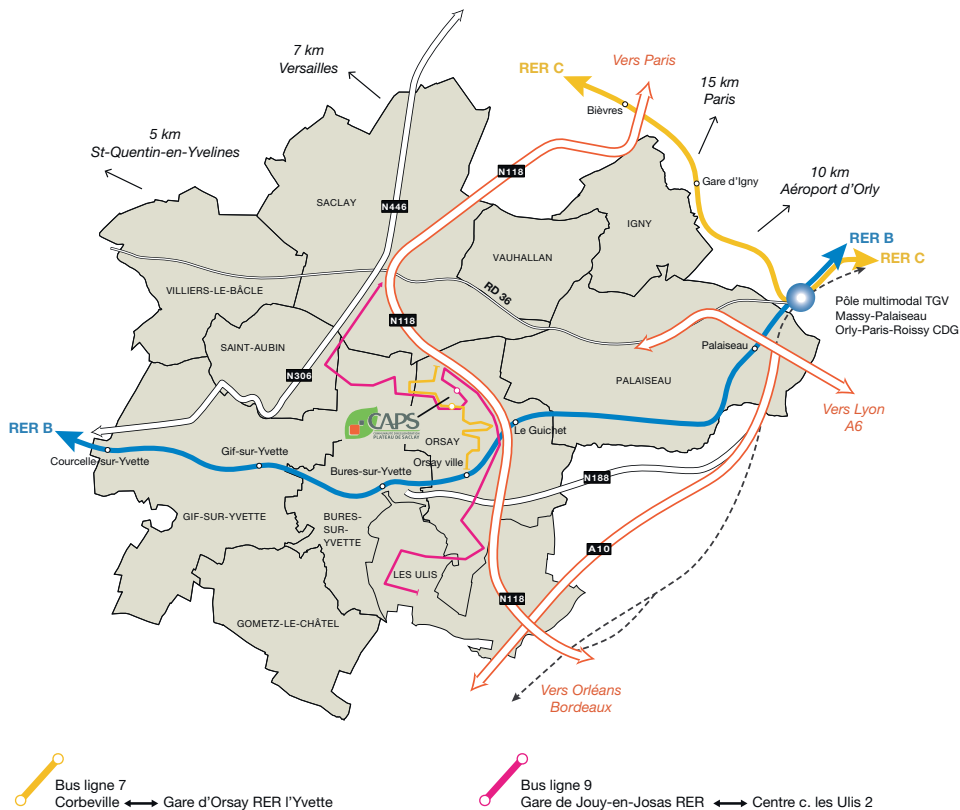 7 km
Versailles
Vers Paris
RER C
15 km
Paris
Bièvres
5 km
St-Quentin-en-Yvelines
N118
Gare d'Igny
10 km
Aéroport d'Orly
SACLAY
N446
IGNY
RER B
RER C
VAUHALLAN
VILLIERS-LE-BÂCLE
RD 36
Pôle multimodal TGV
Massy-Palaiseau
Orly-Paris-Roissy CDG
N118
SAINT-AUBIN
Palaiseau
N306
PALAISEAU
CAPS
PLATEAU DE SACLAY
Vers Lyon
A6
RER B
Le Guichet
ORSAY
Courcelle-sur-Yvette
Gif-sur-Yvette
Orsay ville
Bures-sur-Yvette
N188
GIF-SUR-YVETTE
BURES-
SUR-
YVETTE
A10
LES ULIS
N118
GOMETZ-LE-CHÂTEL
Vers Orléans
Bordeaux
Bus ligne 7
Corbeville ↔ Gare d'Orsay RER l'Yvette
Bus ligne 9
Gare de Jouy-en-Josas RER ↔ Centre c. les Ulis 2